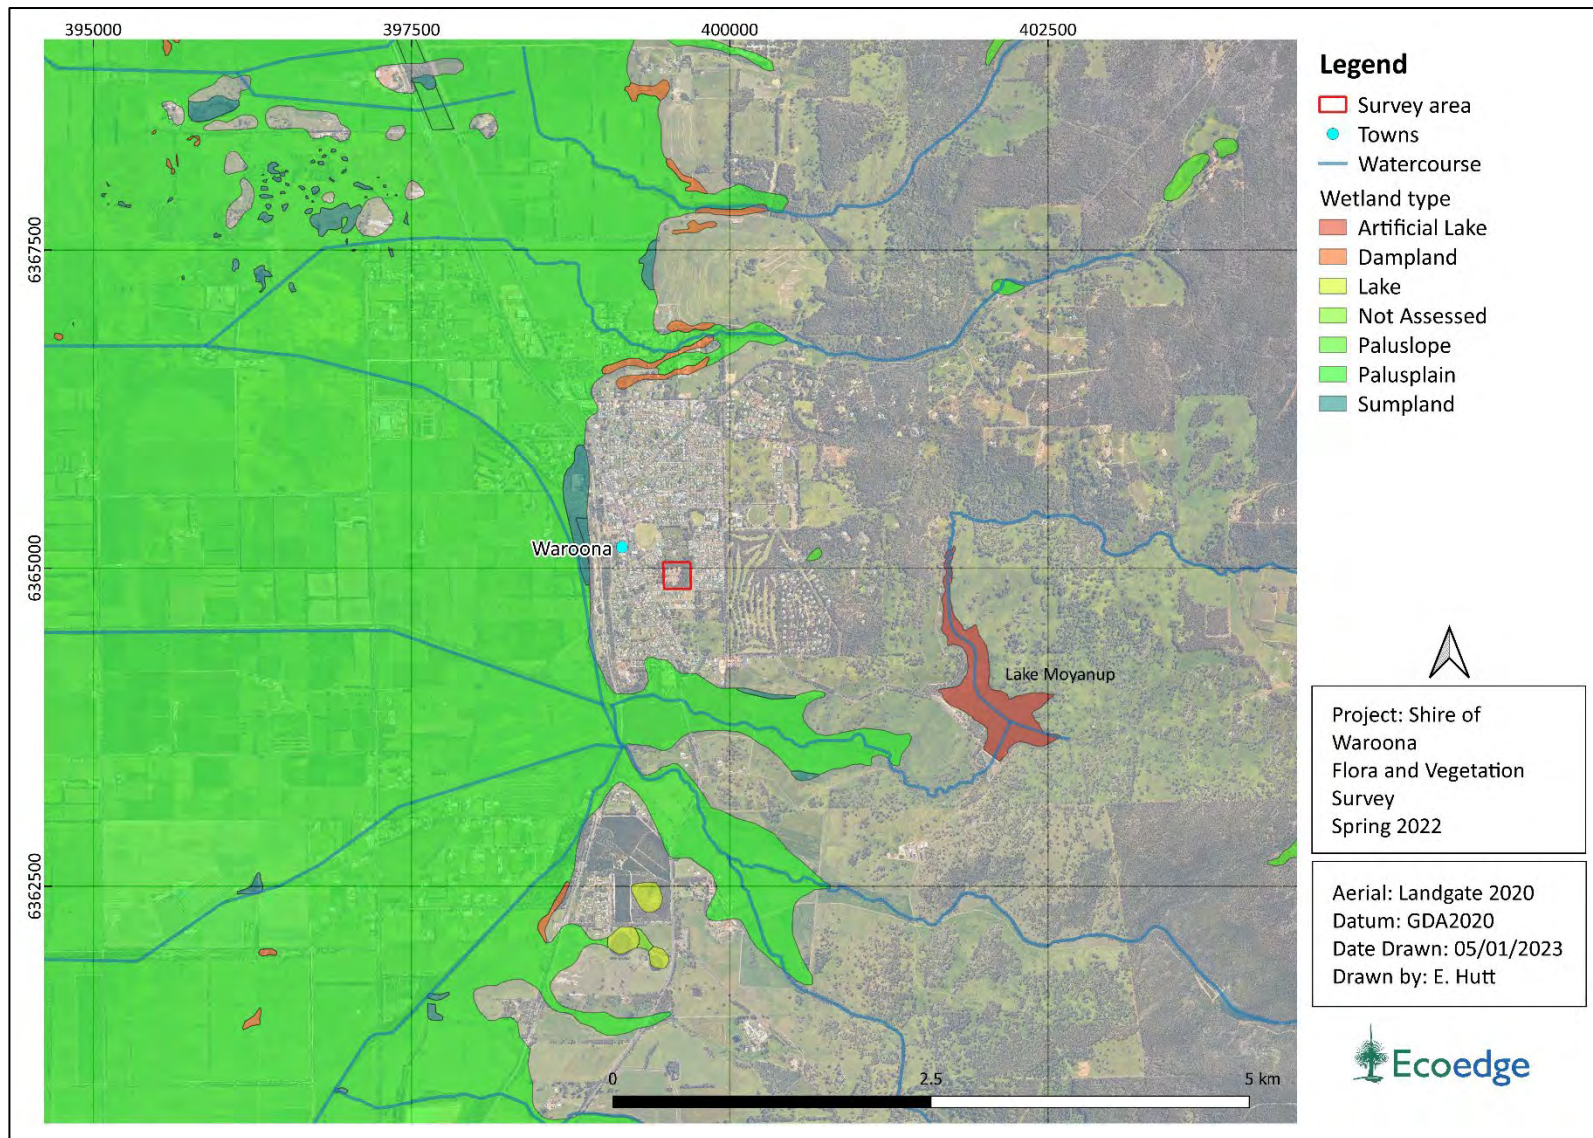 395000
397500
400000
402500
6367500
6365000
6362500
Waroona
Lake Moyanup
0
2.5
5 km
Legend
Survey area
Towns
Watercourse
Wetland type
Artificial Lake
Dampland
Lake
Not Assessed
Paluslope
Palusplain
Sumpland
Project: Shire of
Waroona
Flora and Vegetation
Survey
Spring 2022
Aerial: Landgate 2020
Datum: GDA2020
Date Drawn: 05/01/2023
Drawn by: E. Hutt
Ecoedge